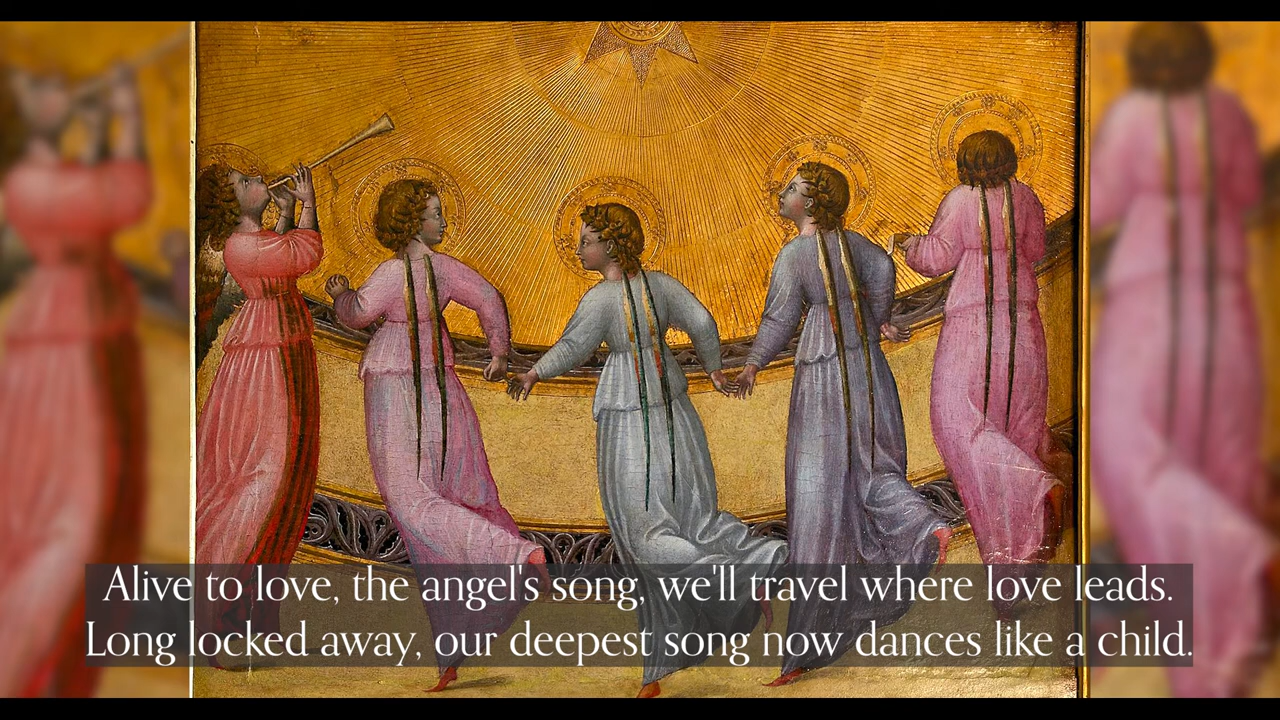 Alive to love, the angel's song, we'll travel where love leads.
Long locked away, our deepest song now dances like a child.